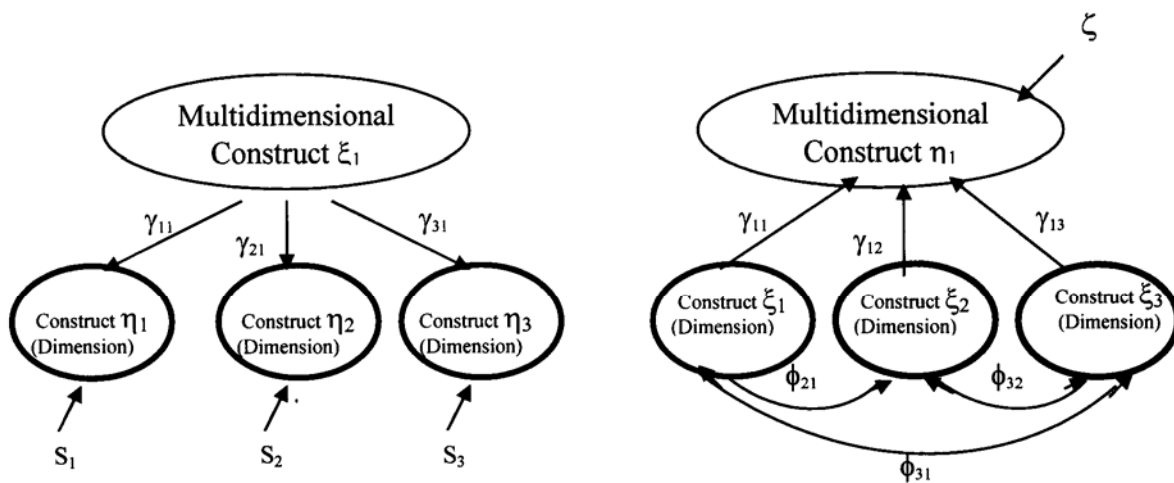 Multidimensional
Construct ξ₁
γ₁₁
γ₂₁
γ₃₁
Construct η₁
(Dimension)
Construct η₂
(Dimension)
Construct η₃
(Dimension)
S₁
S₂
S₃
ζ
Multidimensional
Construct η₁
γ₁₁
γ₁₂
γ₁₃
Construct ξ₁
(Dimension)
Construct ξ₂
(Dimension)
Construct ξ₃
(Dimension)
ϕ₂₁
ϕ₃₂
ϕ₃₁